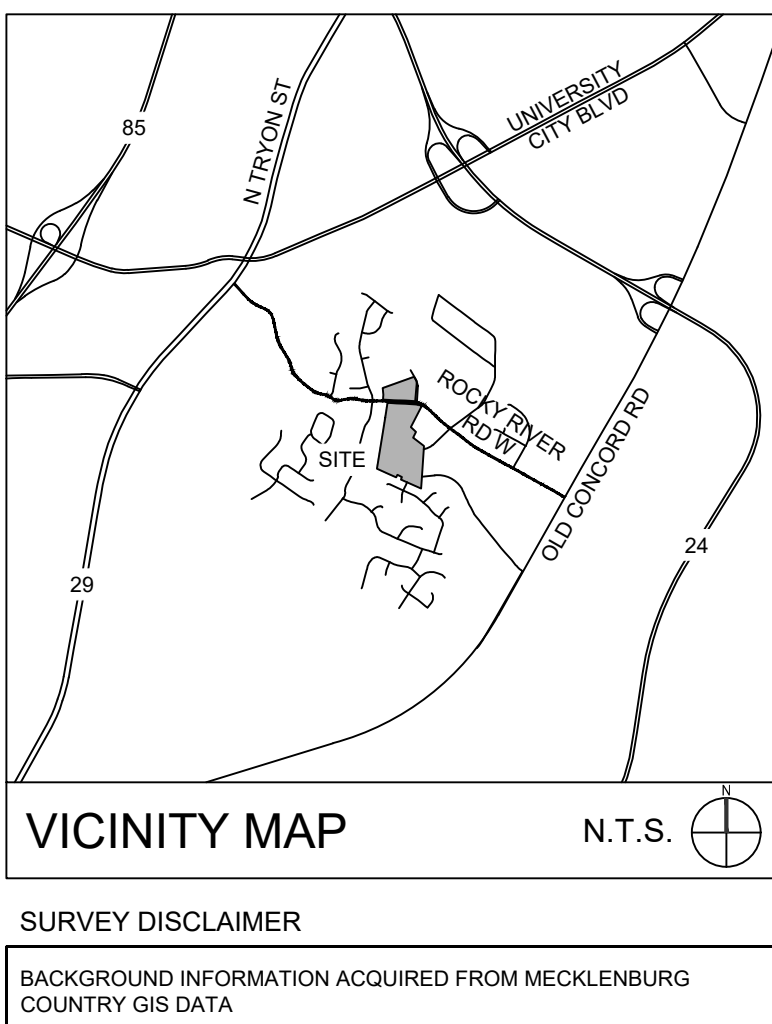 85
N TRYON ST
UNIVERSITY
CITY BLVD
ROCKY RIVER
RD W
SITE
OLD CONCORD RD
24
29
VICINITY MAP
N.T.S.
N
SURVEY DISCLAIMER
BACKGROUND INFORMATION ACQUIRED FROM MECKLENBURG
COUNTRY GIS DATA